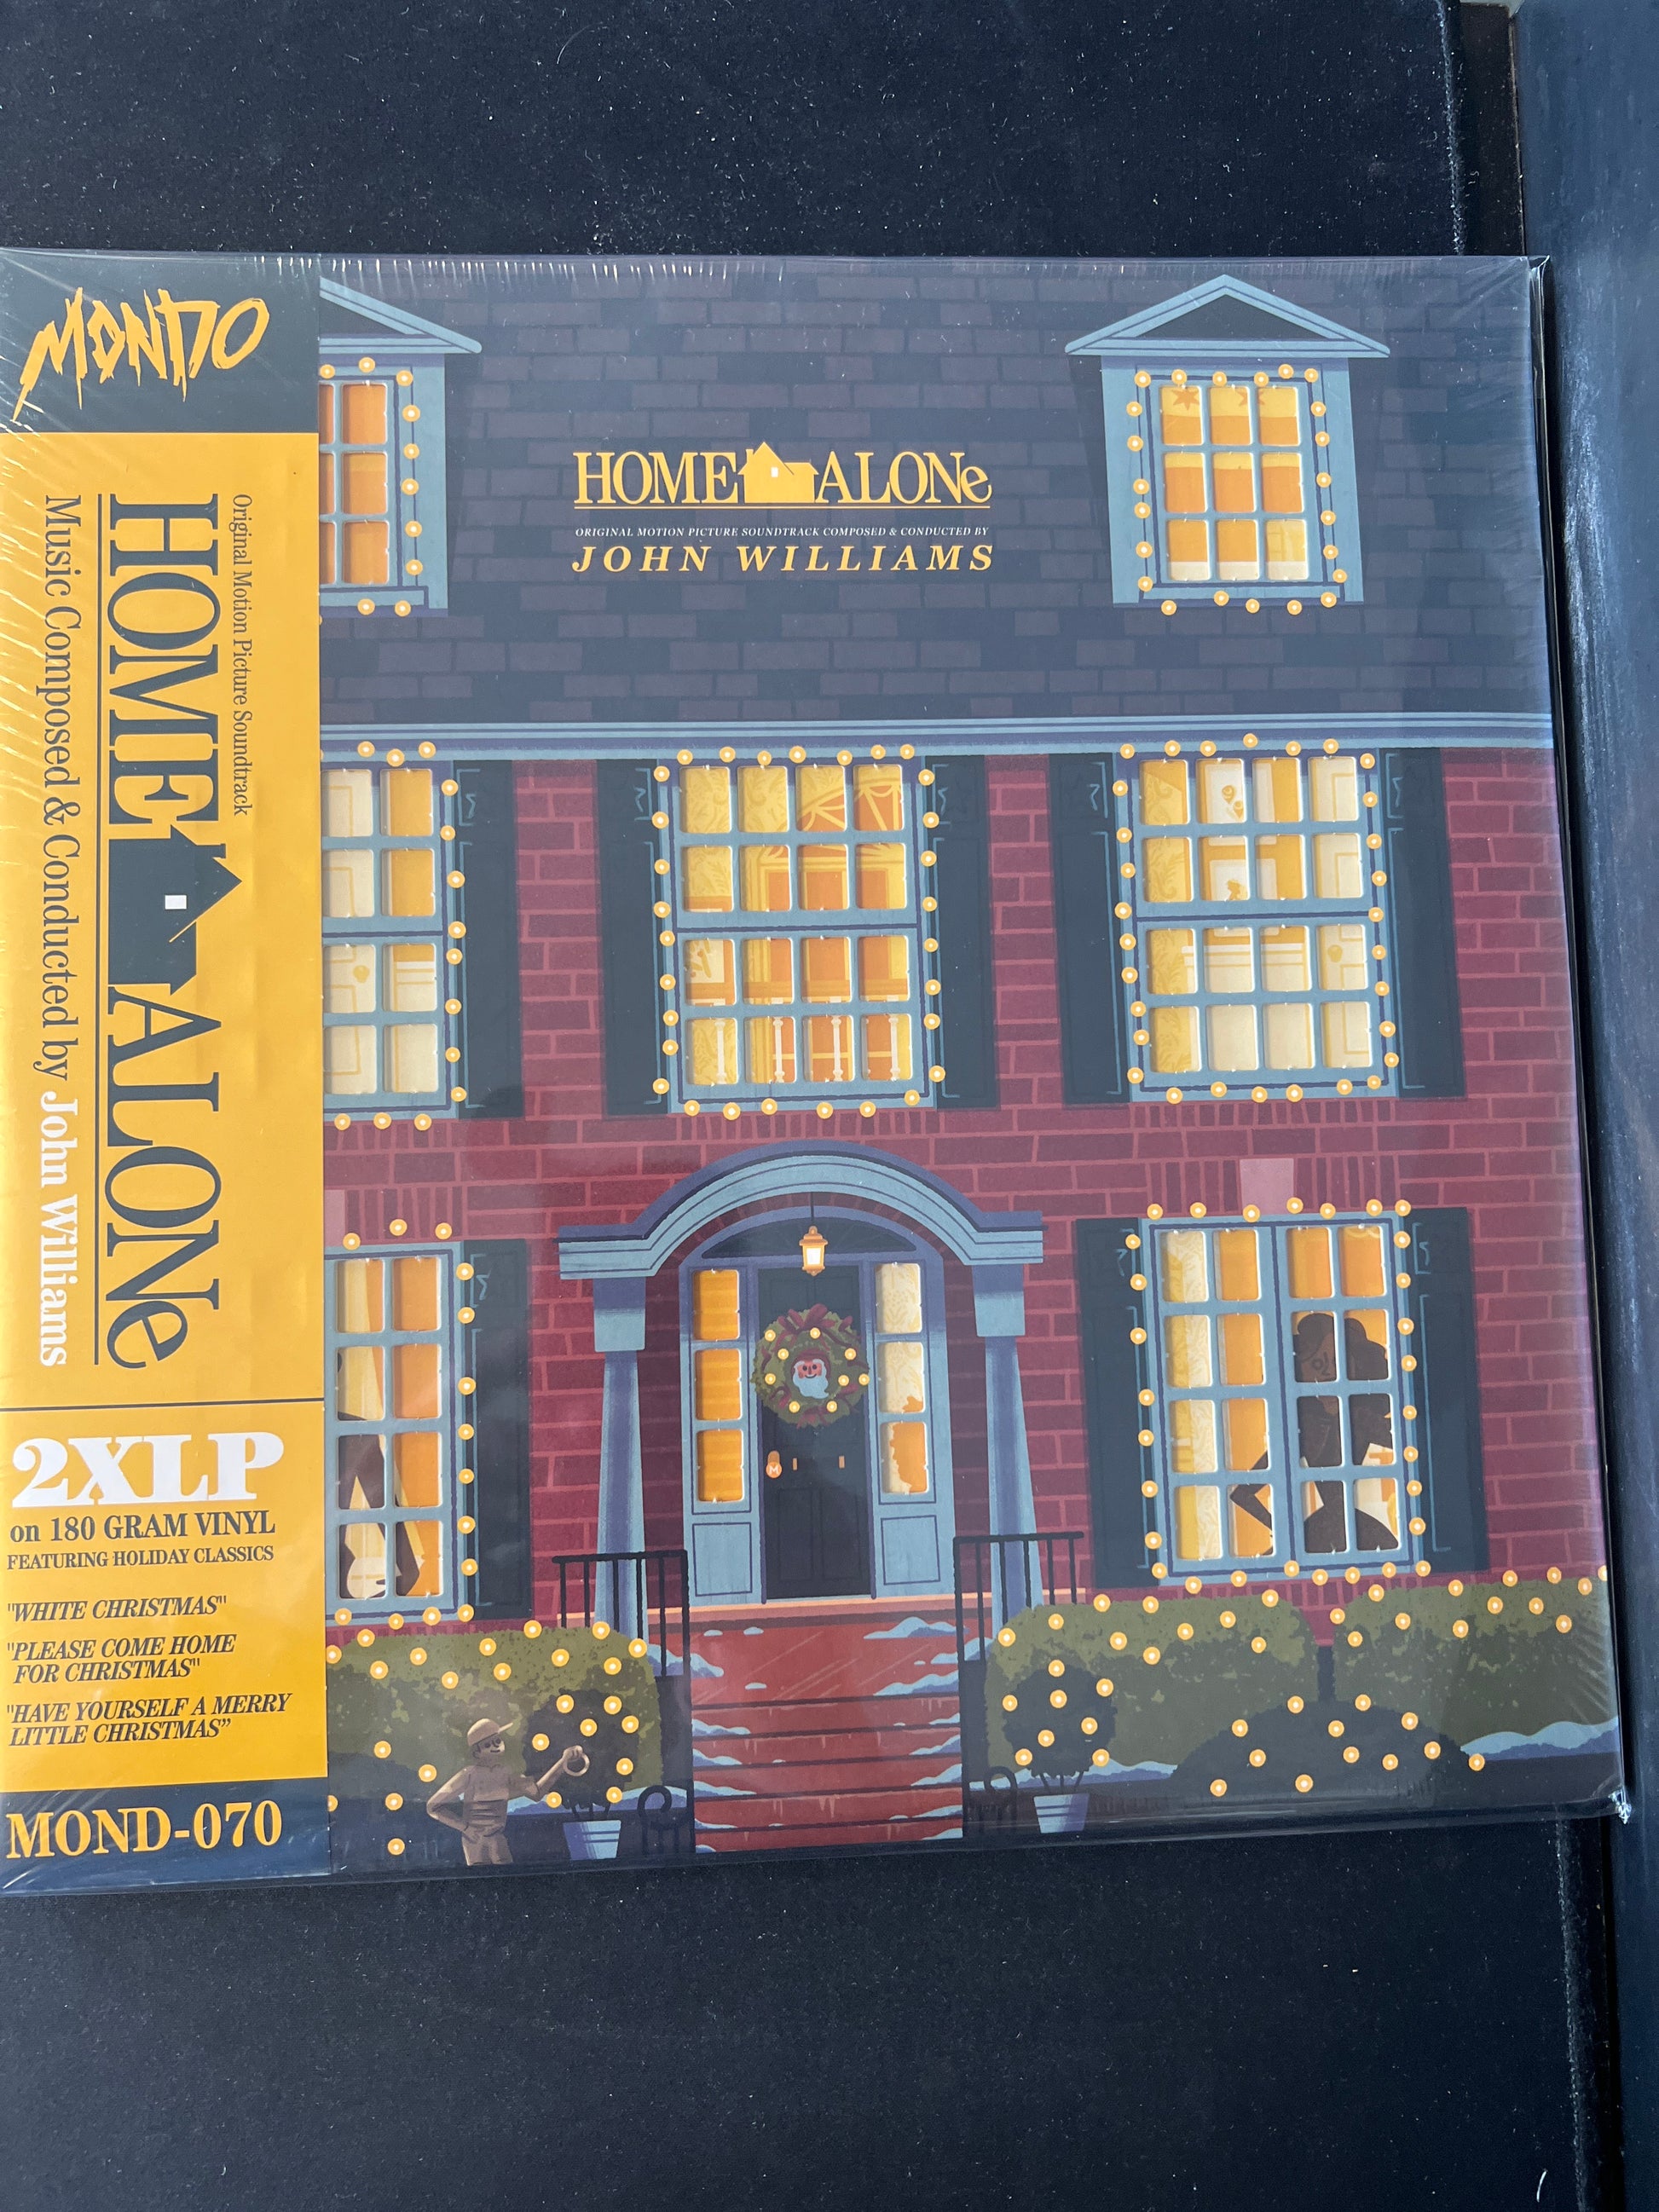 MONDO
Original Motion Picture Soundtrack
HOME ALONe
Music Composed & Conducted by John Williams
2XLP
on 180 GRAM VINYL
FEATURING HOLIDAY CLASSICS
"WHITE CHRISTMAS"
"PLEASE COME HOME
FOR CHRISTMAS"
"HAVE YOURSELF A MERRY
LITTLE CHRISTMAS"
MOND-070
HOME ALONe
ORIGINAL MOTION PICTURE SOUNDTRACK COMPOSED & CONDUCTED BY
JOHN WILLIAMS
M